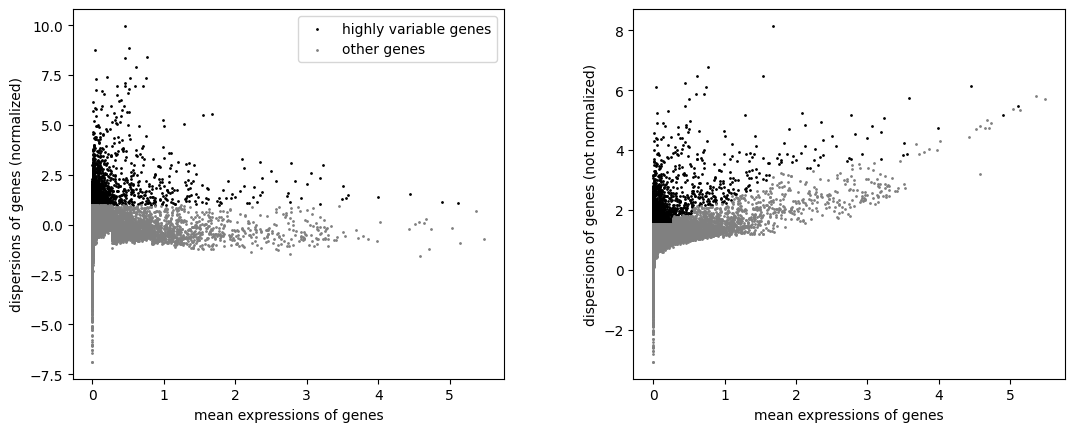 dispersions of genes (normalized)
10.0
7.5
5.0
2.5
0.0
−2.5
−5.0
−7.5
highly variable genes
other genes
0 1 2 3 4 5
mean expressions of genes
dispersions of genes (not normalized)
8
6
4
2
0
−2
0 1 2 3 4 5
mean expressions of genes